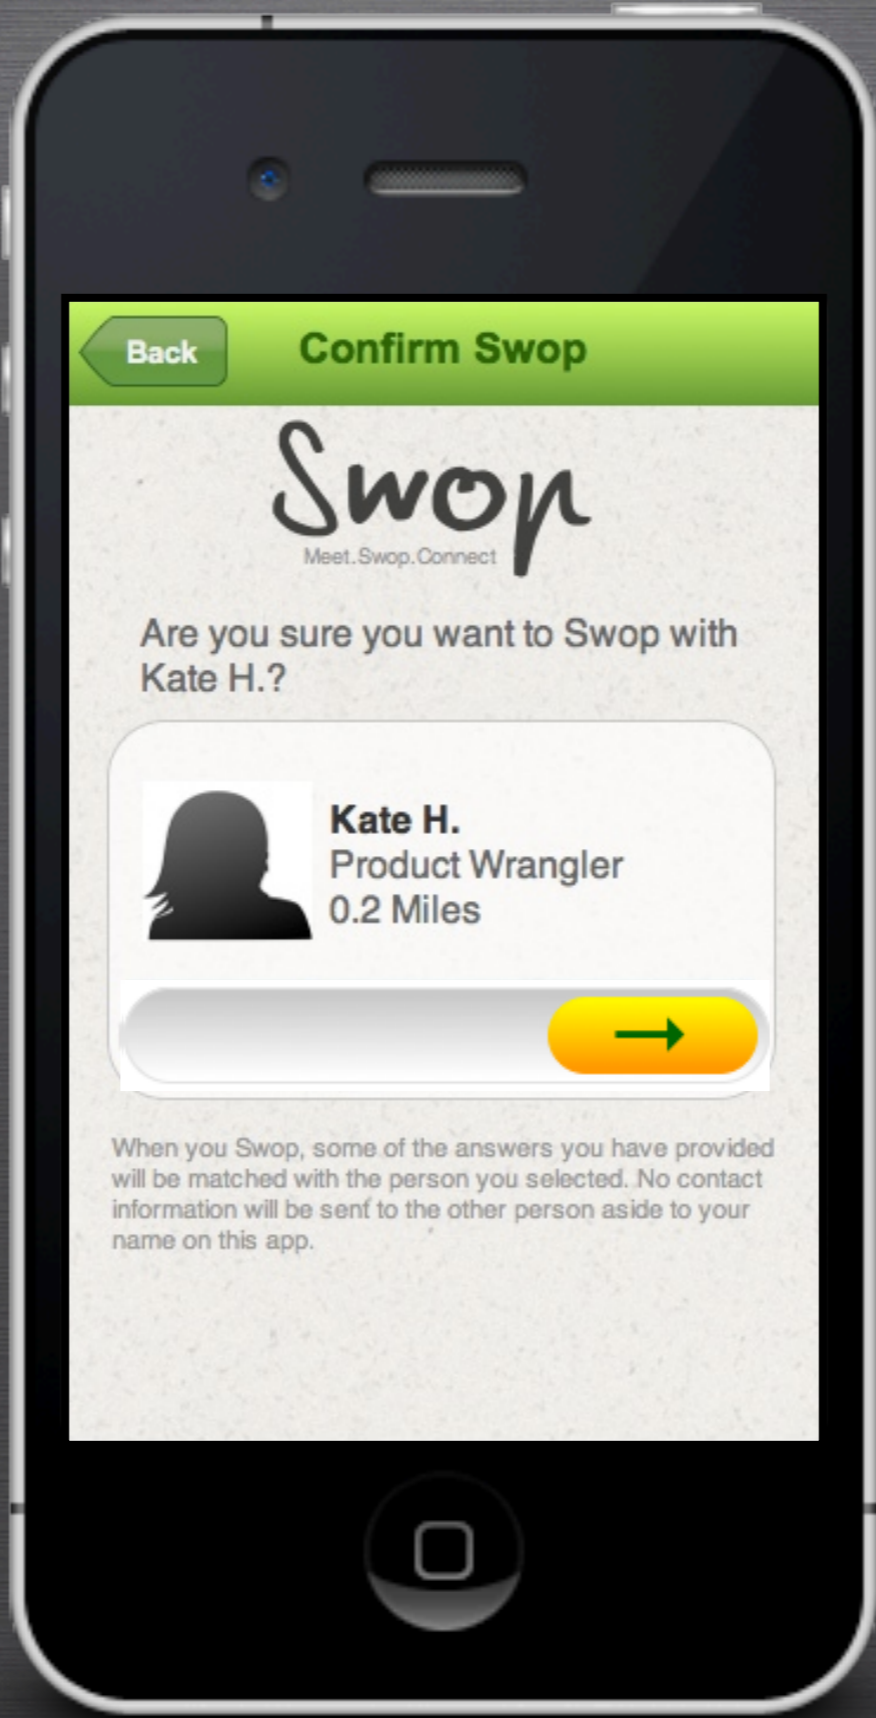 Back
Confirm Swop
Swop
Meet.Swop.Connect
Are you sure you want to Swop with
Kate H.?
Kate H.
Product Wrangler
0.2 Miles
When you Swop, some of the answers you have provided
will be matched with the person you selected. No contact
information will be sent to the other person aside to your
name on this app.